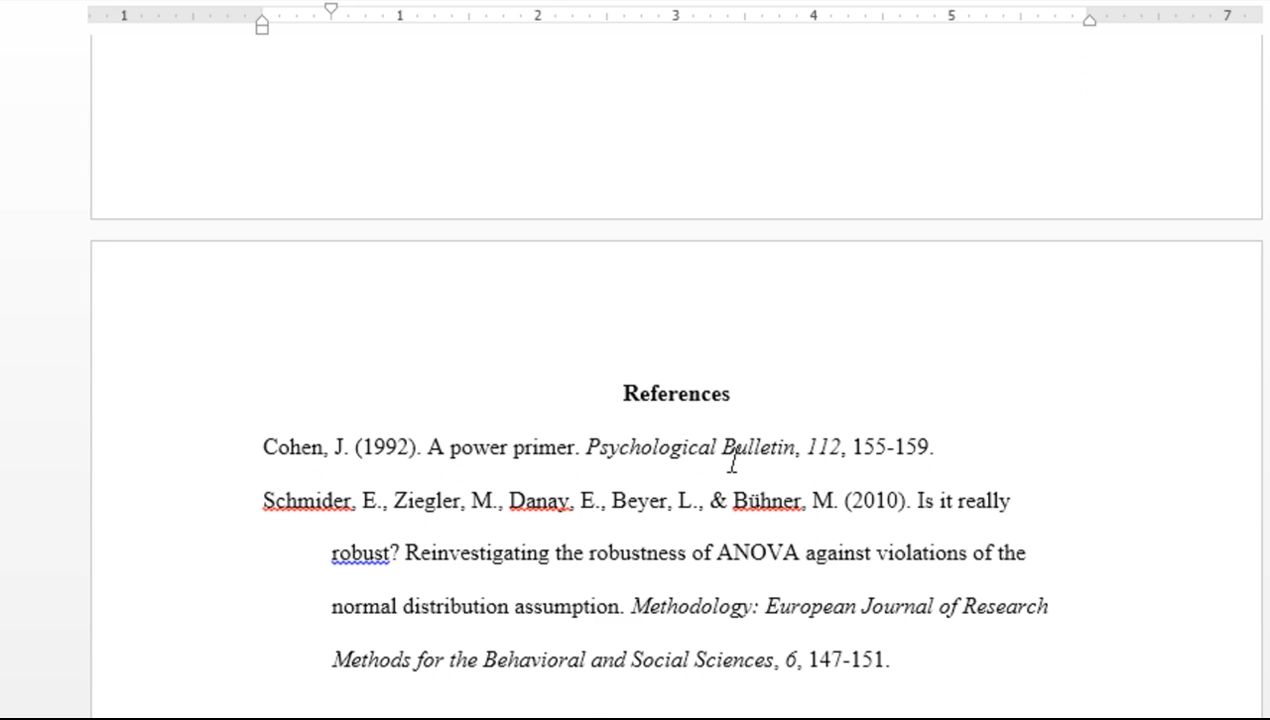 1 1 2 3 4 5 7
References
Cohen, J. (1992). A power primer. Psychological Bulletin, 112, 155-159.
Schmider, E., Ziegler, M., Danay, E., Beyer, L., & Bühner, M. (2010). Is it really
robust? Reinvestigating the robustness of ANOVA against violations of the
normal distribution assumption. Methodology: European Journal of Research
Methods for the Behavioral and Social Sciences, 6, 147-151.